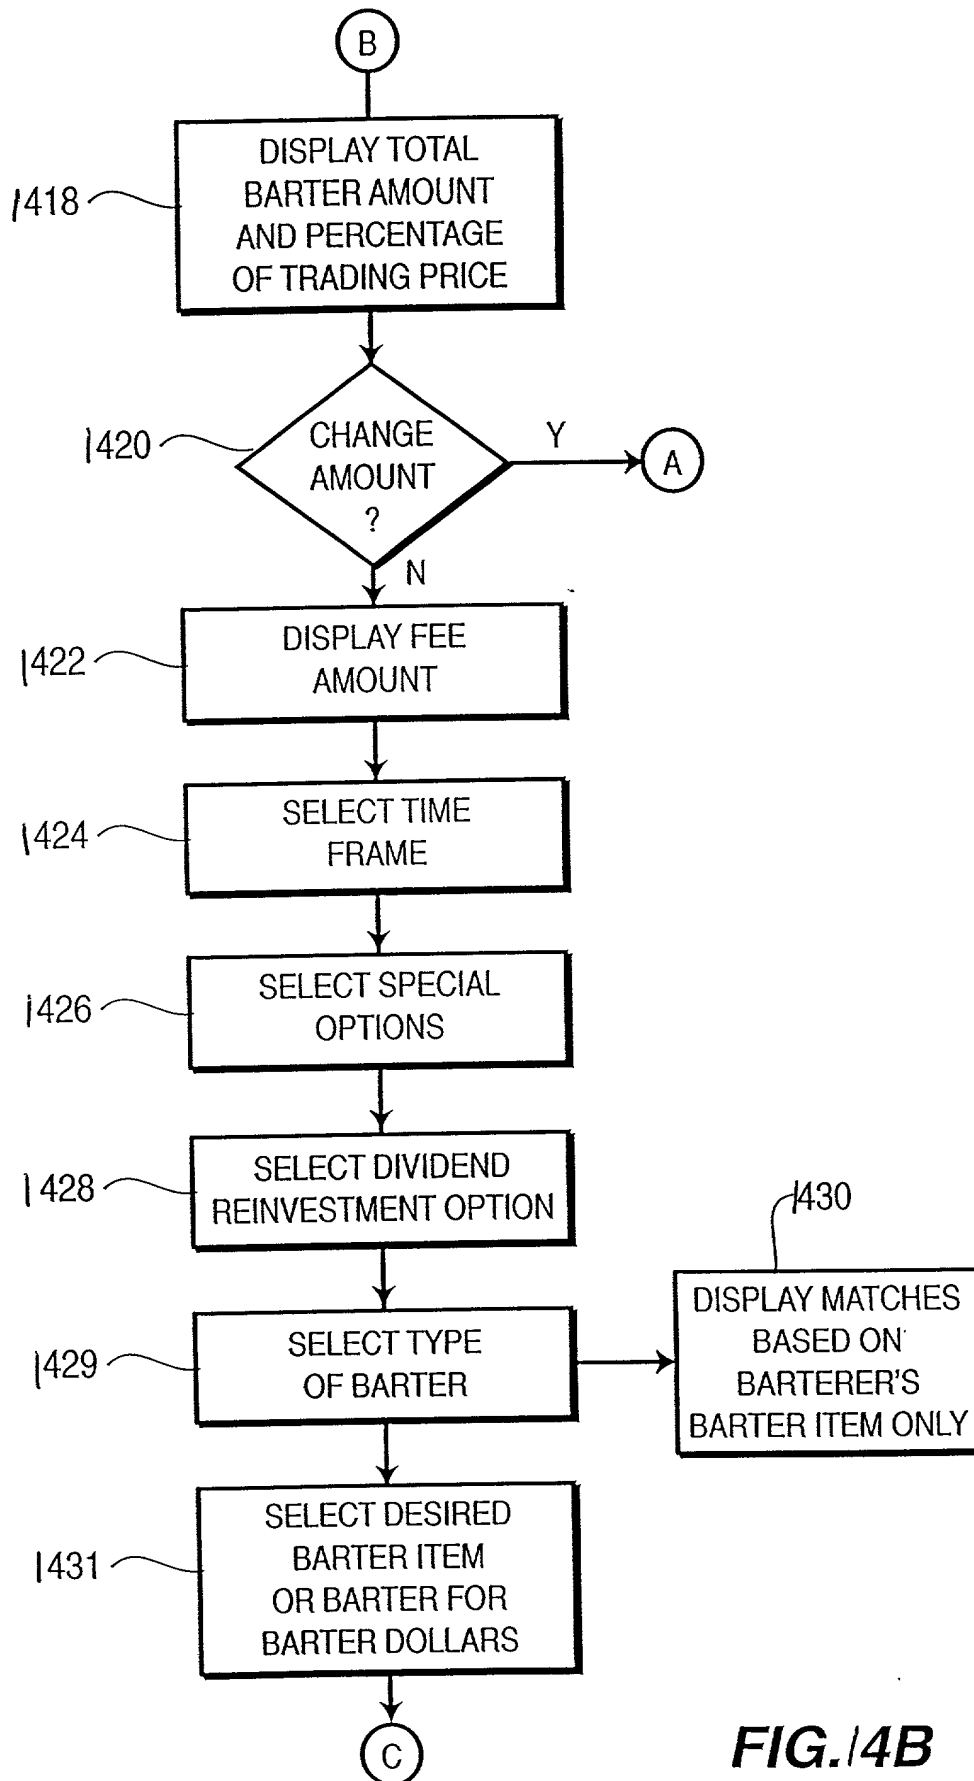 B
DISPLAY TOTAL
BARTER AMOUNT
AND PERCENTAGE
OF TRADING PRICE
1418
CHANGE
AMOUNT
?
1420
Y
A
N
DISPLAY FEE
AMOUNT
1422
SELECT TIME
FRAME
1424
SELECT SPECIAL
OPTIONS
1426
SELECT DIVIDEND
REINVESTMENT OPTION
1428
SELECT TYPE
OF BARTER
1429
1430
DISPLAY MATCHES
BASED ON
BARTERER'S
BARTER ITEM ONLY
SELECT DESIRED
BARTER ITEM
OR BARTER FOR
BARTER DOLLARS
1431
C
FIG. 14B